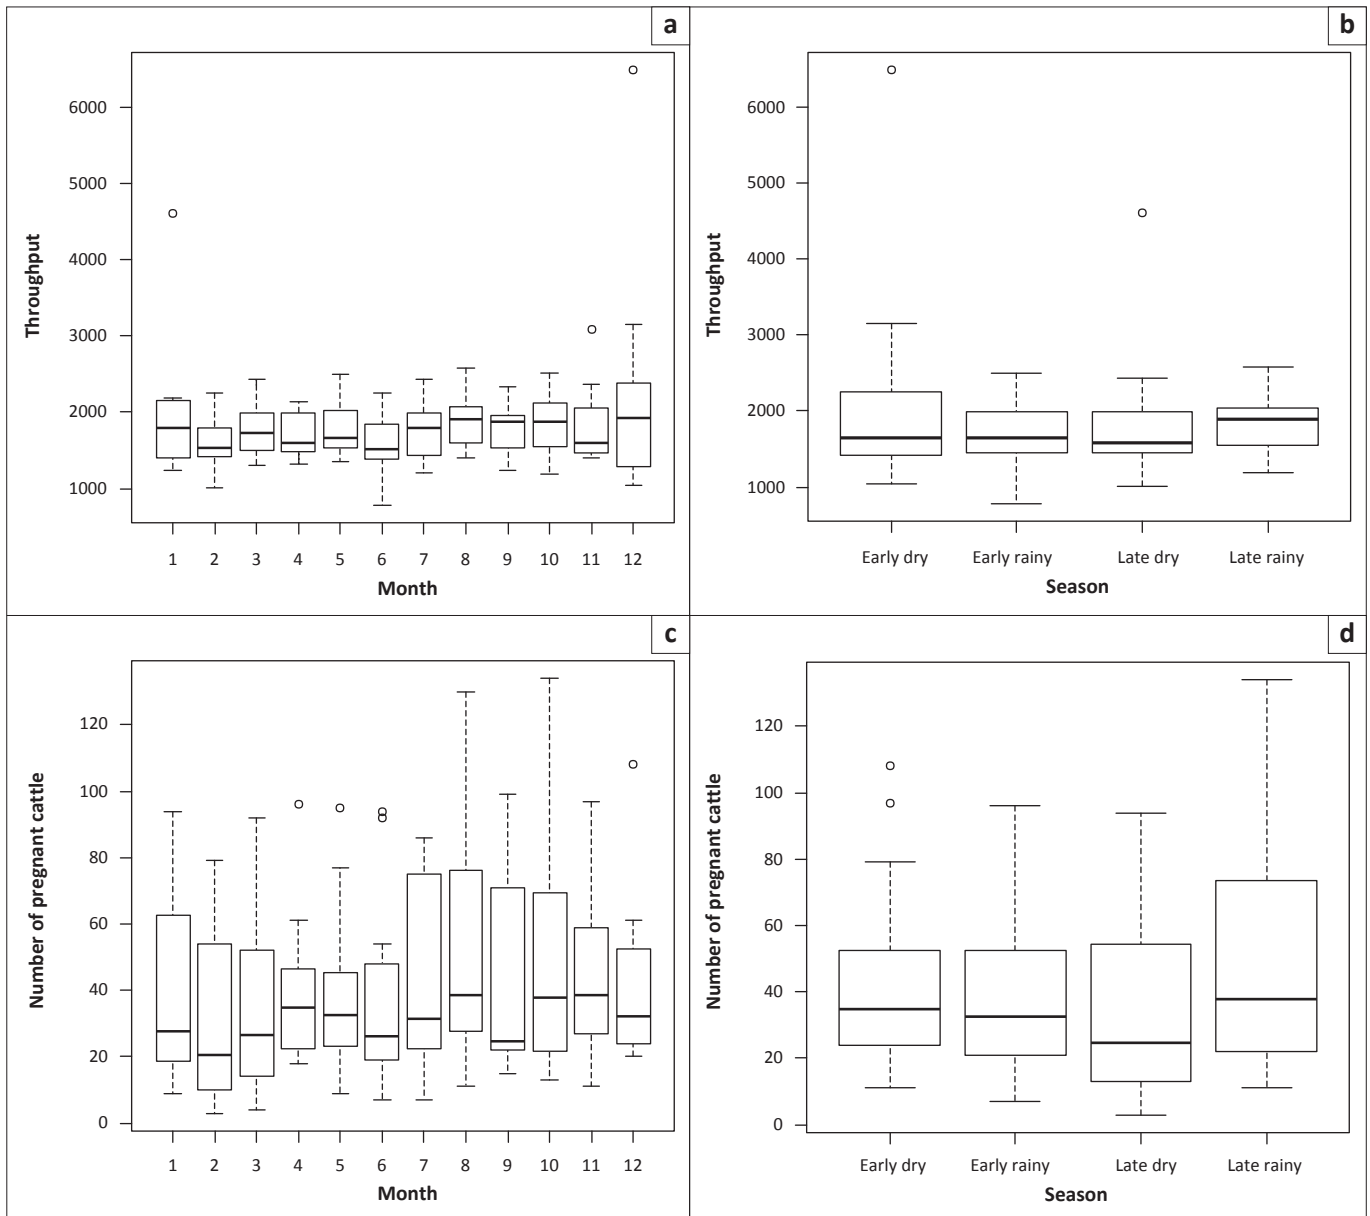 a
Throughput
6000
5000
4000
3000
2000
1000
1 2 3 4 5 6 7 8 9 10 11 12
Month
b
Throughput
6000
5000
4000
3000
2000
1000
Early dry Early rainy Late dry Late rainy
Season
c
Number of pregnant cattle
120
100
80
60
40
20
0
1 2 3 4 5 6 7 8 9 10 11 12
Month
d
Number of pregnant cattle
120
100
80
60
40
20
0
Early dry Early rainy Late dry Late rainy
Season